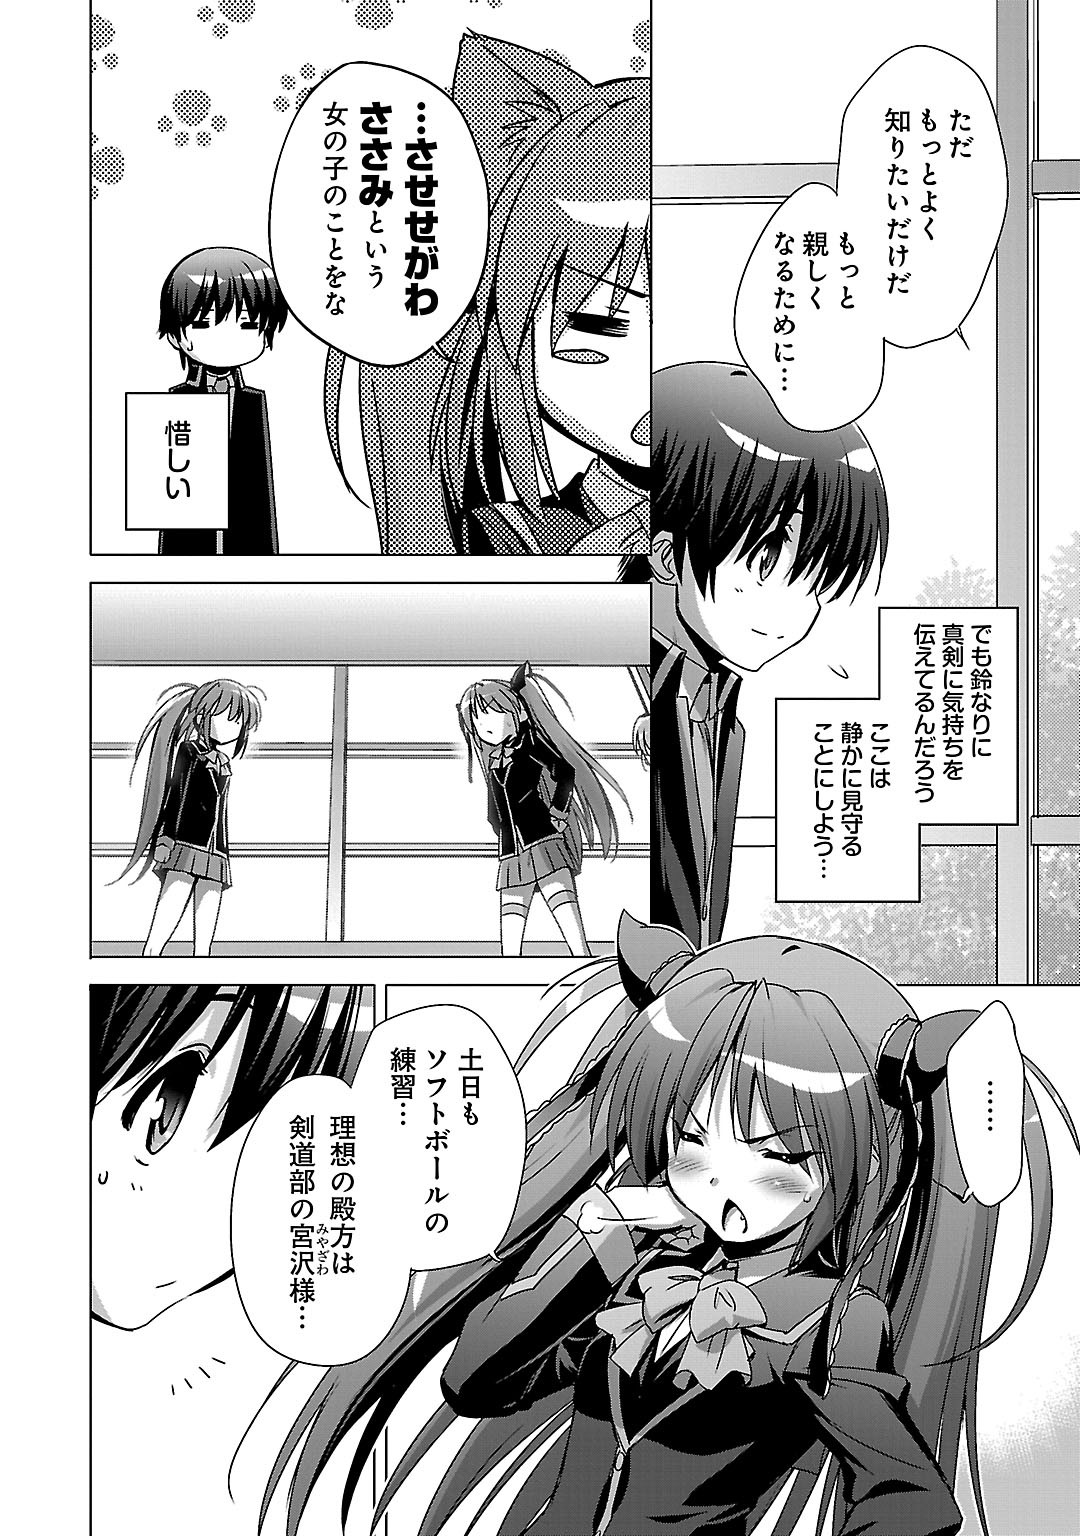 ただ
もっとよく
知りたいだけだ
もっと
親しく
なるために…
でも鈴なりに
真剣に気持ちを
伝えてるんだろう
ここは
静かに見守る
ことにしよう…
…させせがわ
ささみという
女の子のことをな
惜しい
……
土日も
ソフトボールの
練習…
理想の殿方は
剣道部の宮沢様…
みやざわ